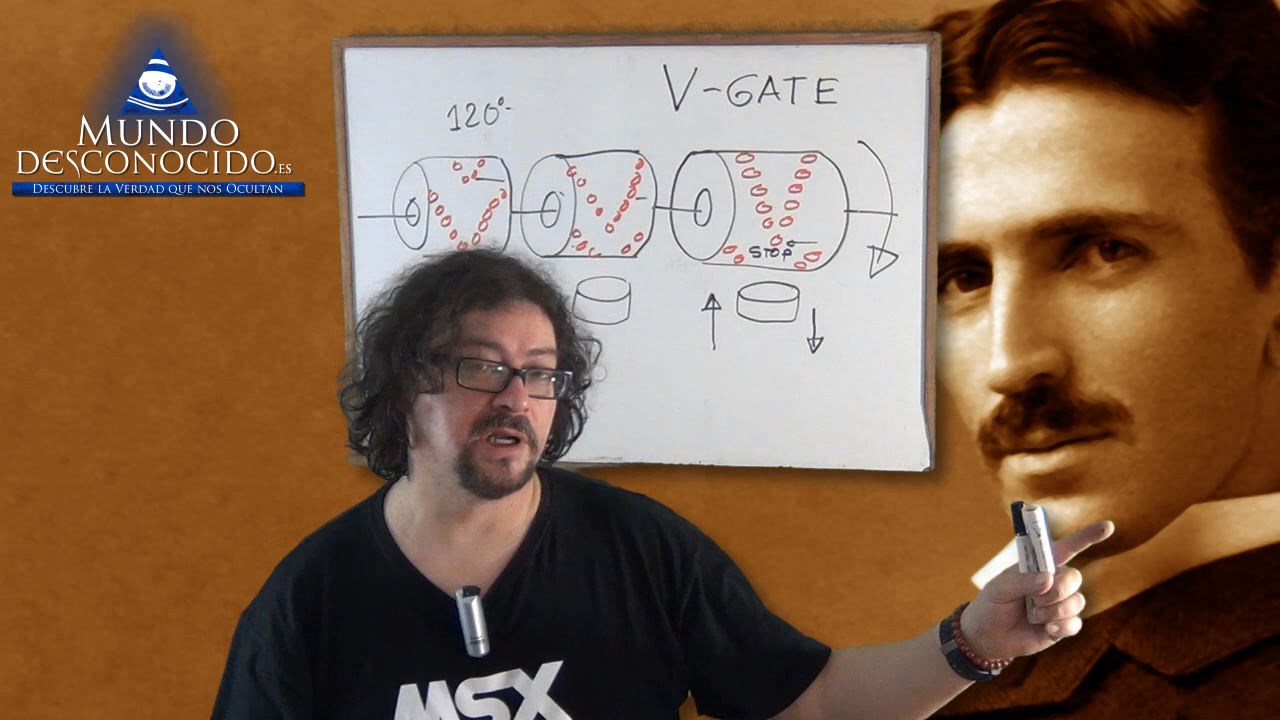 MUNDO
DESCONOCIDO.ES
DESCUBRE LA VERDAD QUE NOS OCULTAN
V-GATE
120°
STOP
MSX